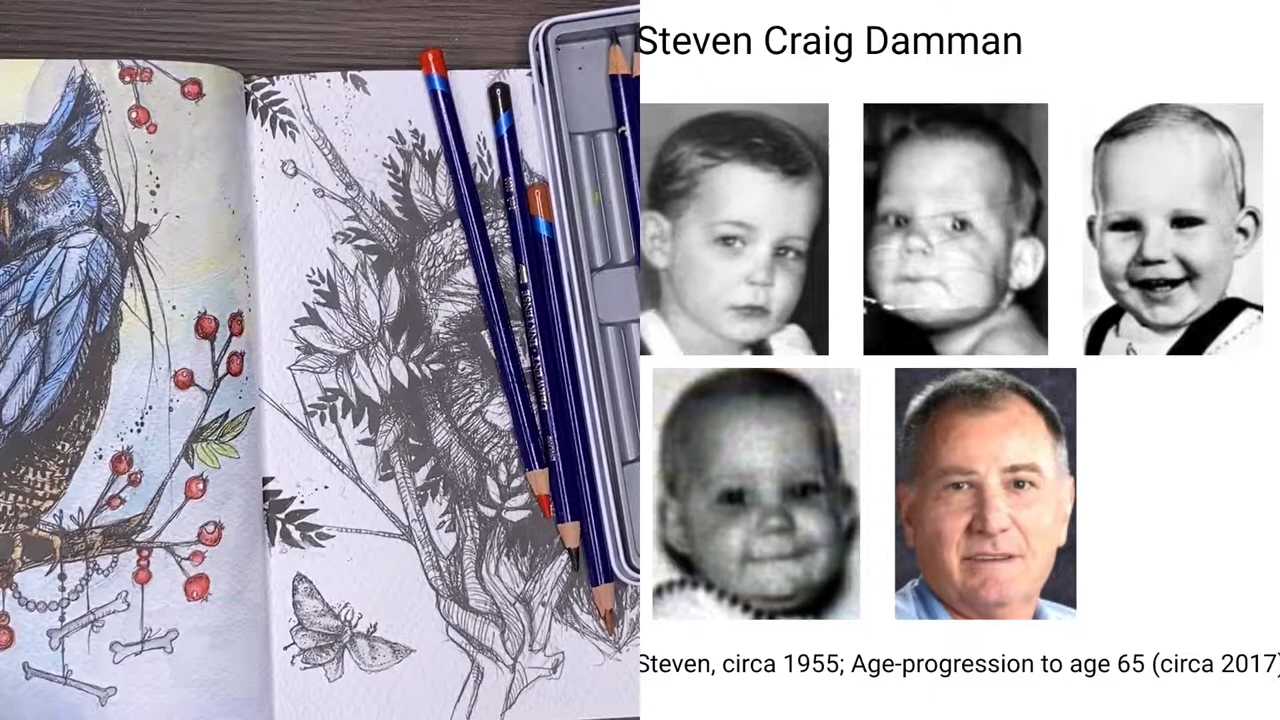 Steven Craig Damman
Steven, circa 1955; Age-progression to age 65 (circa 2017)